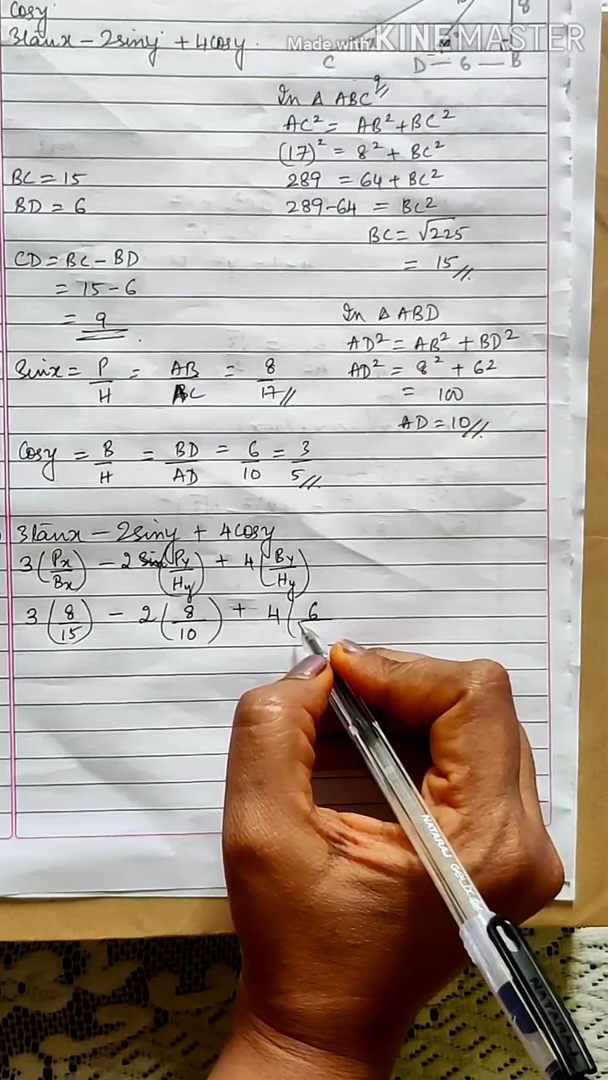 Cosy
8
3tanx - 2siny + 4cosy.
Made with KINEMASTER
C D - 6 - B
In △ ABC
AC² = AB² + BC²
(17)² = 8² + BC²
BC = 15
289 = 64 + BC²
BD = 6
289-64 = BC²
BC = √225
= 15 //
CD = BC - BD
= 15 - 6
= 9
In △ ABD
AD² = AB² + BD²
AD² = 8² + 62
= 100
AD = 10 //
Sinx = P/H = AB/AC = 8/17 //
Cosy = B/H = BD/AD = 6/10 = 3/5 //
3tanx - 2siny + 4cosy
3(Px/Bx) - 2(Py/Hy) + 4(By/Hy)
3(8/15) - 2(8/10) + 4(6
NATARAJ GELIX
NATARAJ